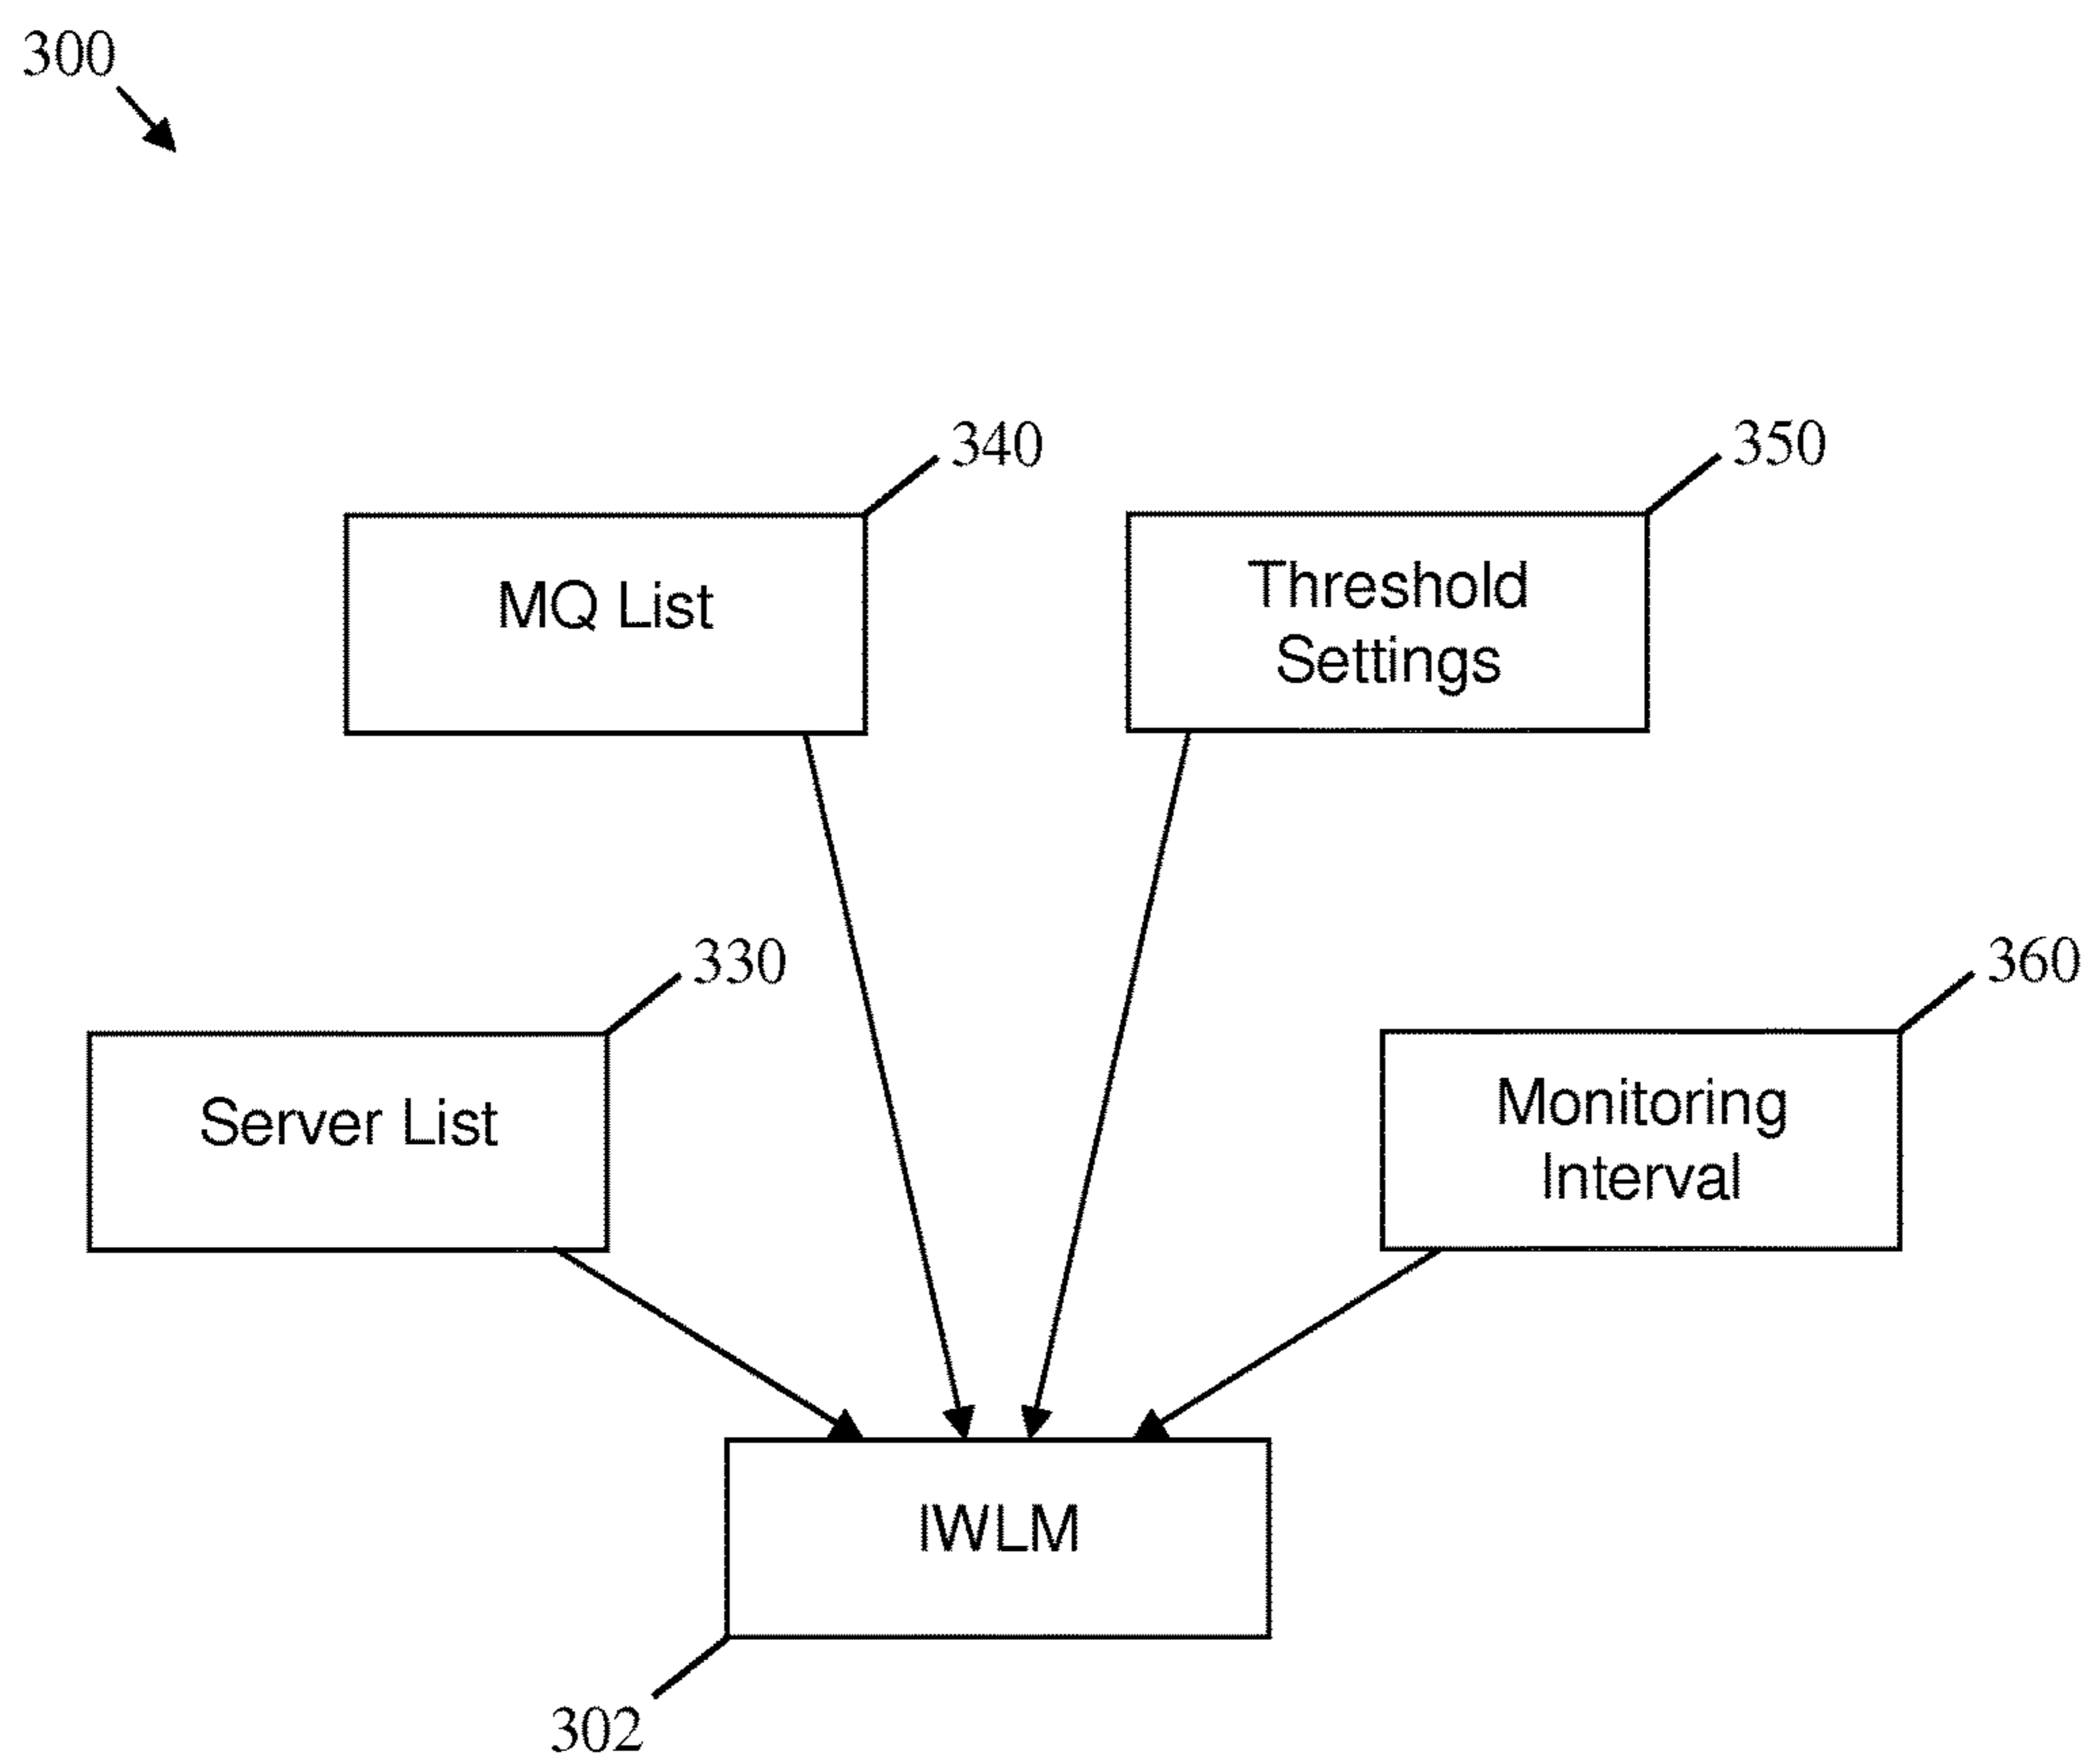 300
340
350
MQ List
Threshold
Settings
330
360
Server List
Monitoring
Interval
IWLM
302